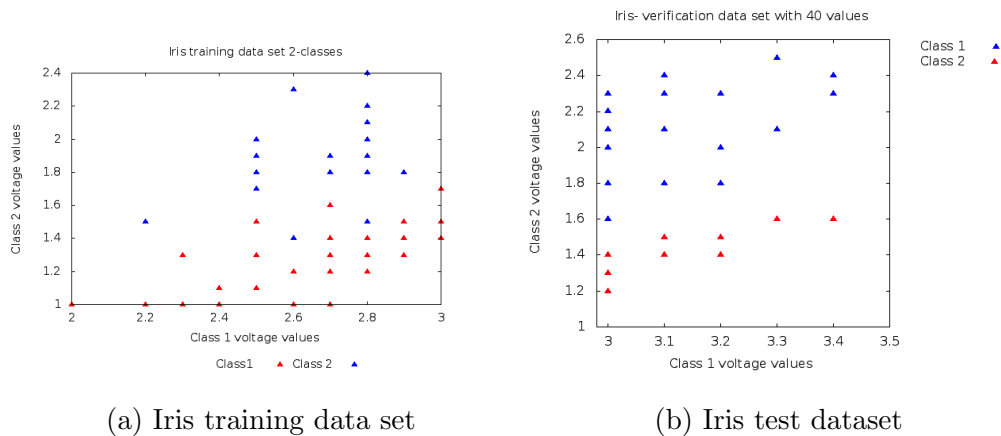 Iris training data set 2-classes
Class 2 voltage values
2.4
2.2
2
1.8
1.6
1.4
1.2
1
2 2.2 2.4 2.6 2.8 3
Class 1 voltage values
Class1 Class 2
(a) Iris training data set
Iris- verification data set with 40 values
Class 1
Class 2
Class 2 voltage values
2.6
2.4
2.2
2
1.8
1.6
1.4
1.2
1
3 3.1 3.2 3.3 3.4 3.5
Class 1 voltage values
(b) Iris test dataset